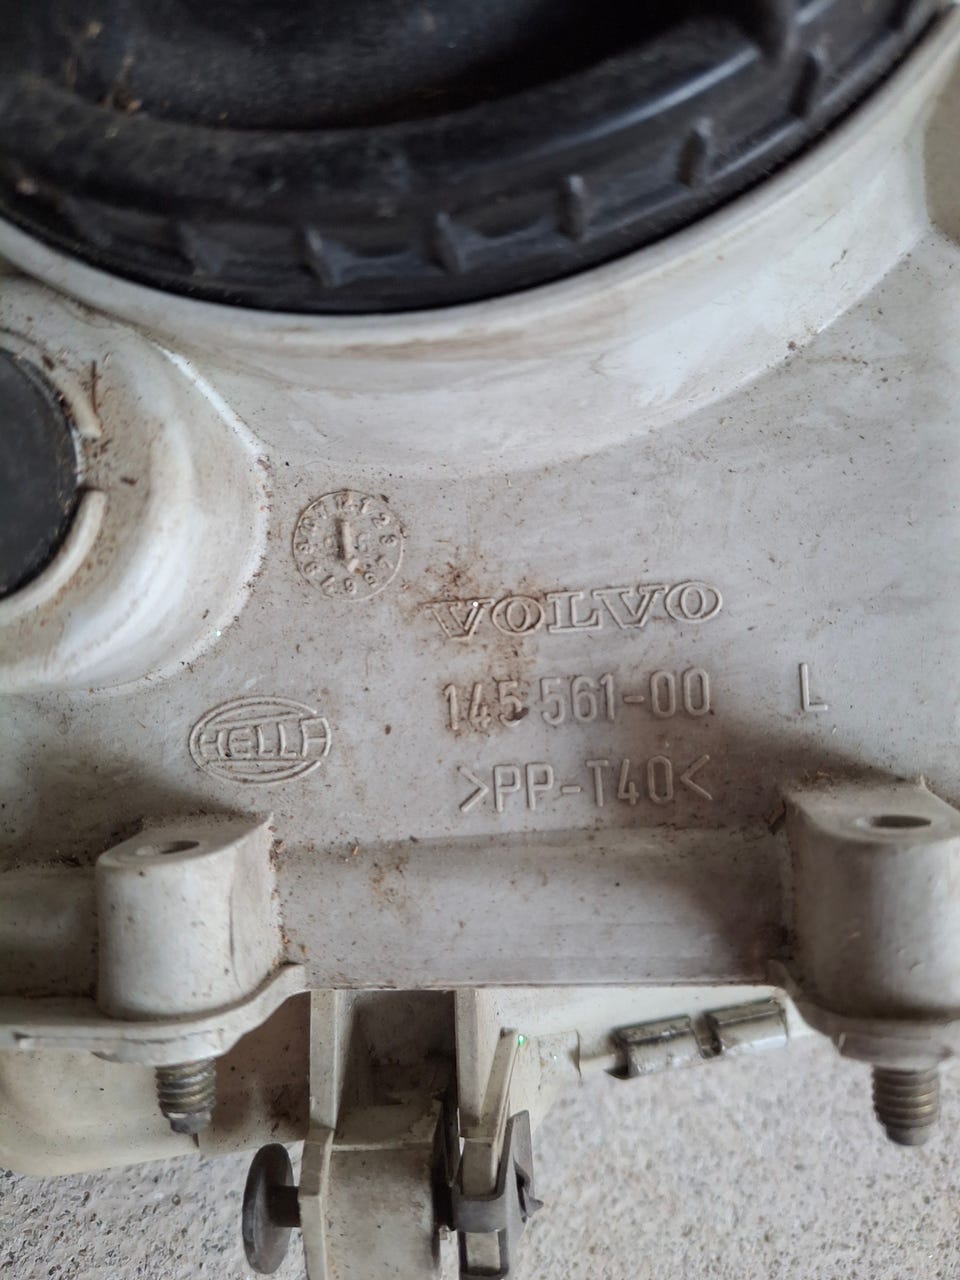 VOLVO
145 561-00 L
HELLA
>PP-T40<